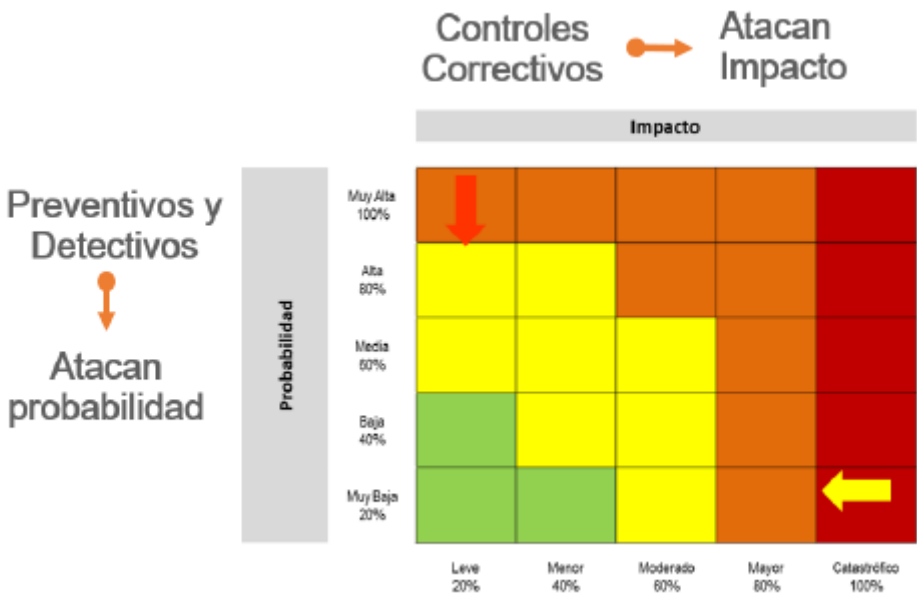 Controles
Correctivos
Atacan
Impacto
Impacto
Preventivos y
Detectivos
Atacan
probabilidad
Probabilidad
Muy Alta
100%
Alta
80%
Media
60%
Baja
40%
Muy Baja
20%
Leve
20%
Menor
40%
Moderado
60%
Mayor
80%
Catastrófico
100%